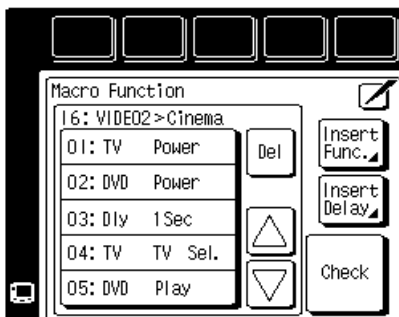 Macro Function
16: VIDEO2>Cinema
01: TV Power
02: DVD Power
03: Dly 1Sec
04: TV TV Sel.
05: DVD Play
Del
Insert
Func.
Insert
Delay
Check